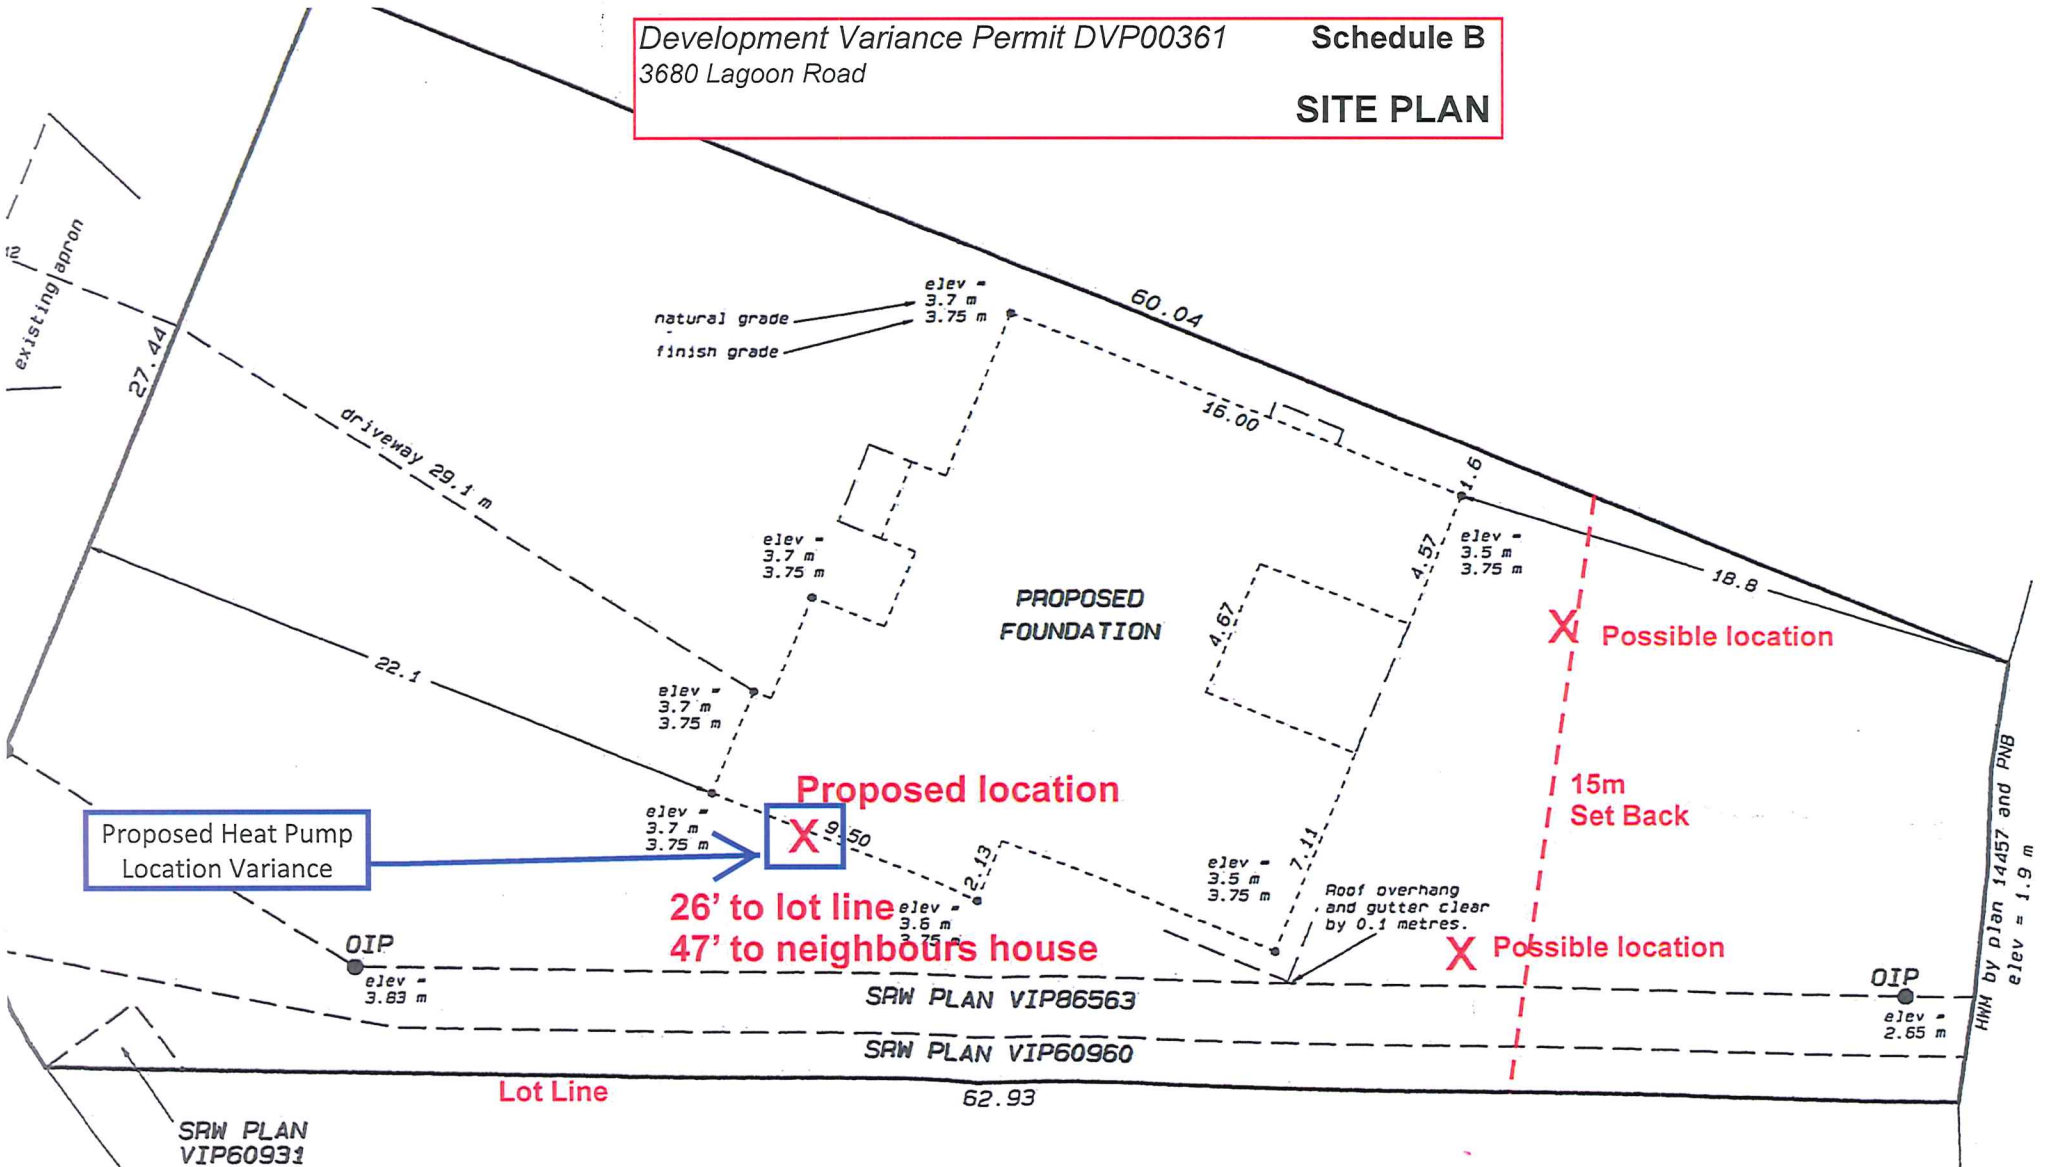 Development Variance Permit DVP00361
Schedule B
3680 Lagoon Road
SITE PLAN
12
existing apron
27.44
driveway 29.1 m
22.1
natural grade
finish grade
elev =
3.7 m
3.75 m
60.04
16.00
1.6
elev =
3.5 m
3.75 m
4.57
18.8
elev =
3.7 m
3.75 m
PROPOSED
FOUNDATION
4.67
X Possible location
elev =
3.7 m
3.75 m
Proposed location
15m
Set Back
Proposed Heat Pump
Location Variance
elev =
3.7 m
3.75 m
X
9.50
2.13
7.11
elev =
3.5 m
3.75 m
Roof overhang
and gutter clear
by 0.1 metres.
26' to lot line
47' to neighbours house
elev =
3.6 m
3.75 m
X Possible location
HWM by plan 14457 and PNB
elev = 1.9 m
OIP
elev =
3.83 m
OIP
elev =
2.65 m
SRW PLAN VIP86563
SRW PLAN VIP60960
Lot Line
62.93
SRW PLAN
VIP60931